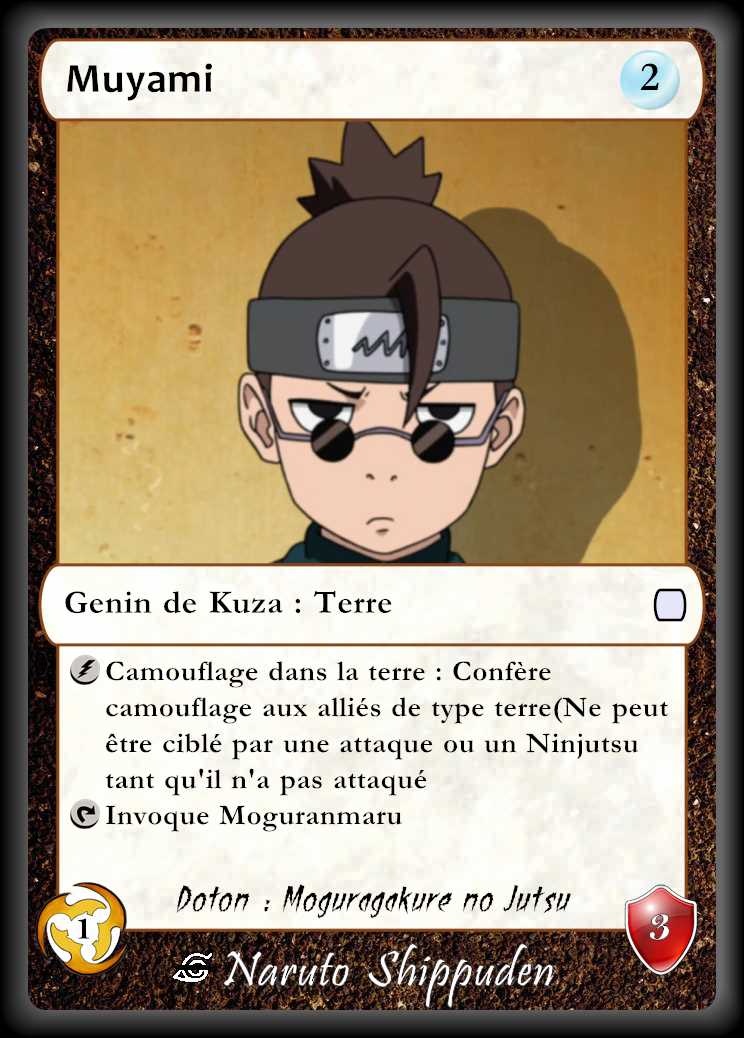 Muyami
2
Genin de Kuza : Terre
Camouflage dans la terre : Confère
camouflage aux alliés de type terre(Ne peut
être ciblé par une attaque ou un Ninjutsu
tant qu'il n'a pas attaqué
Invoque Moguranmaru
Doton : Moguragakure no Jutsu
1
3
Naruto Shippuden